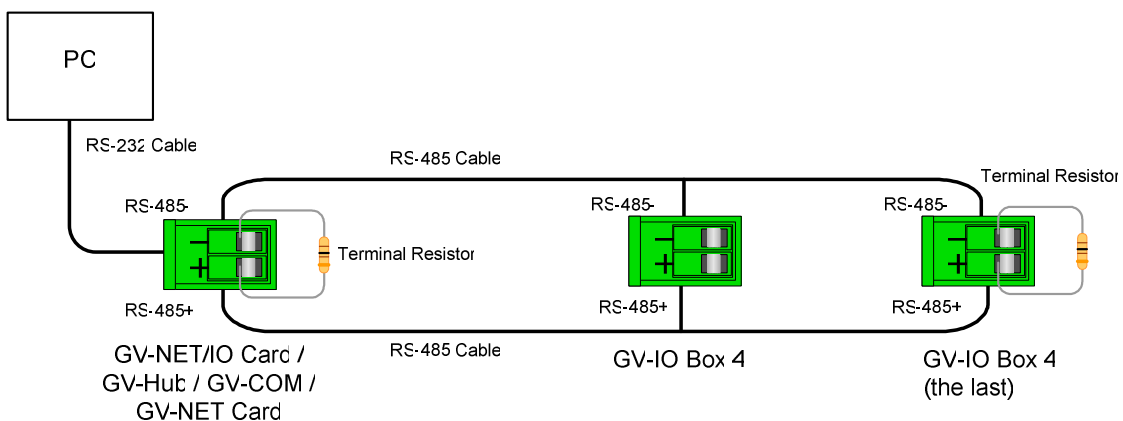 PC
RS-232 Cable
RS-485 Cable
Terminal Resistor
RS-485-
RS-485-
RS-485-
−
+
−
+
−
+
Terminal Resistor
RS-485+
RS-485+
RS-485+
RS-485 Cable
GV-NET/IO Card /
GV-Hub / GV-COM /
GV-NET Card
GV-IO Box 4
GV-IO Box 4
(the last)